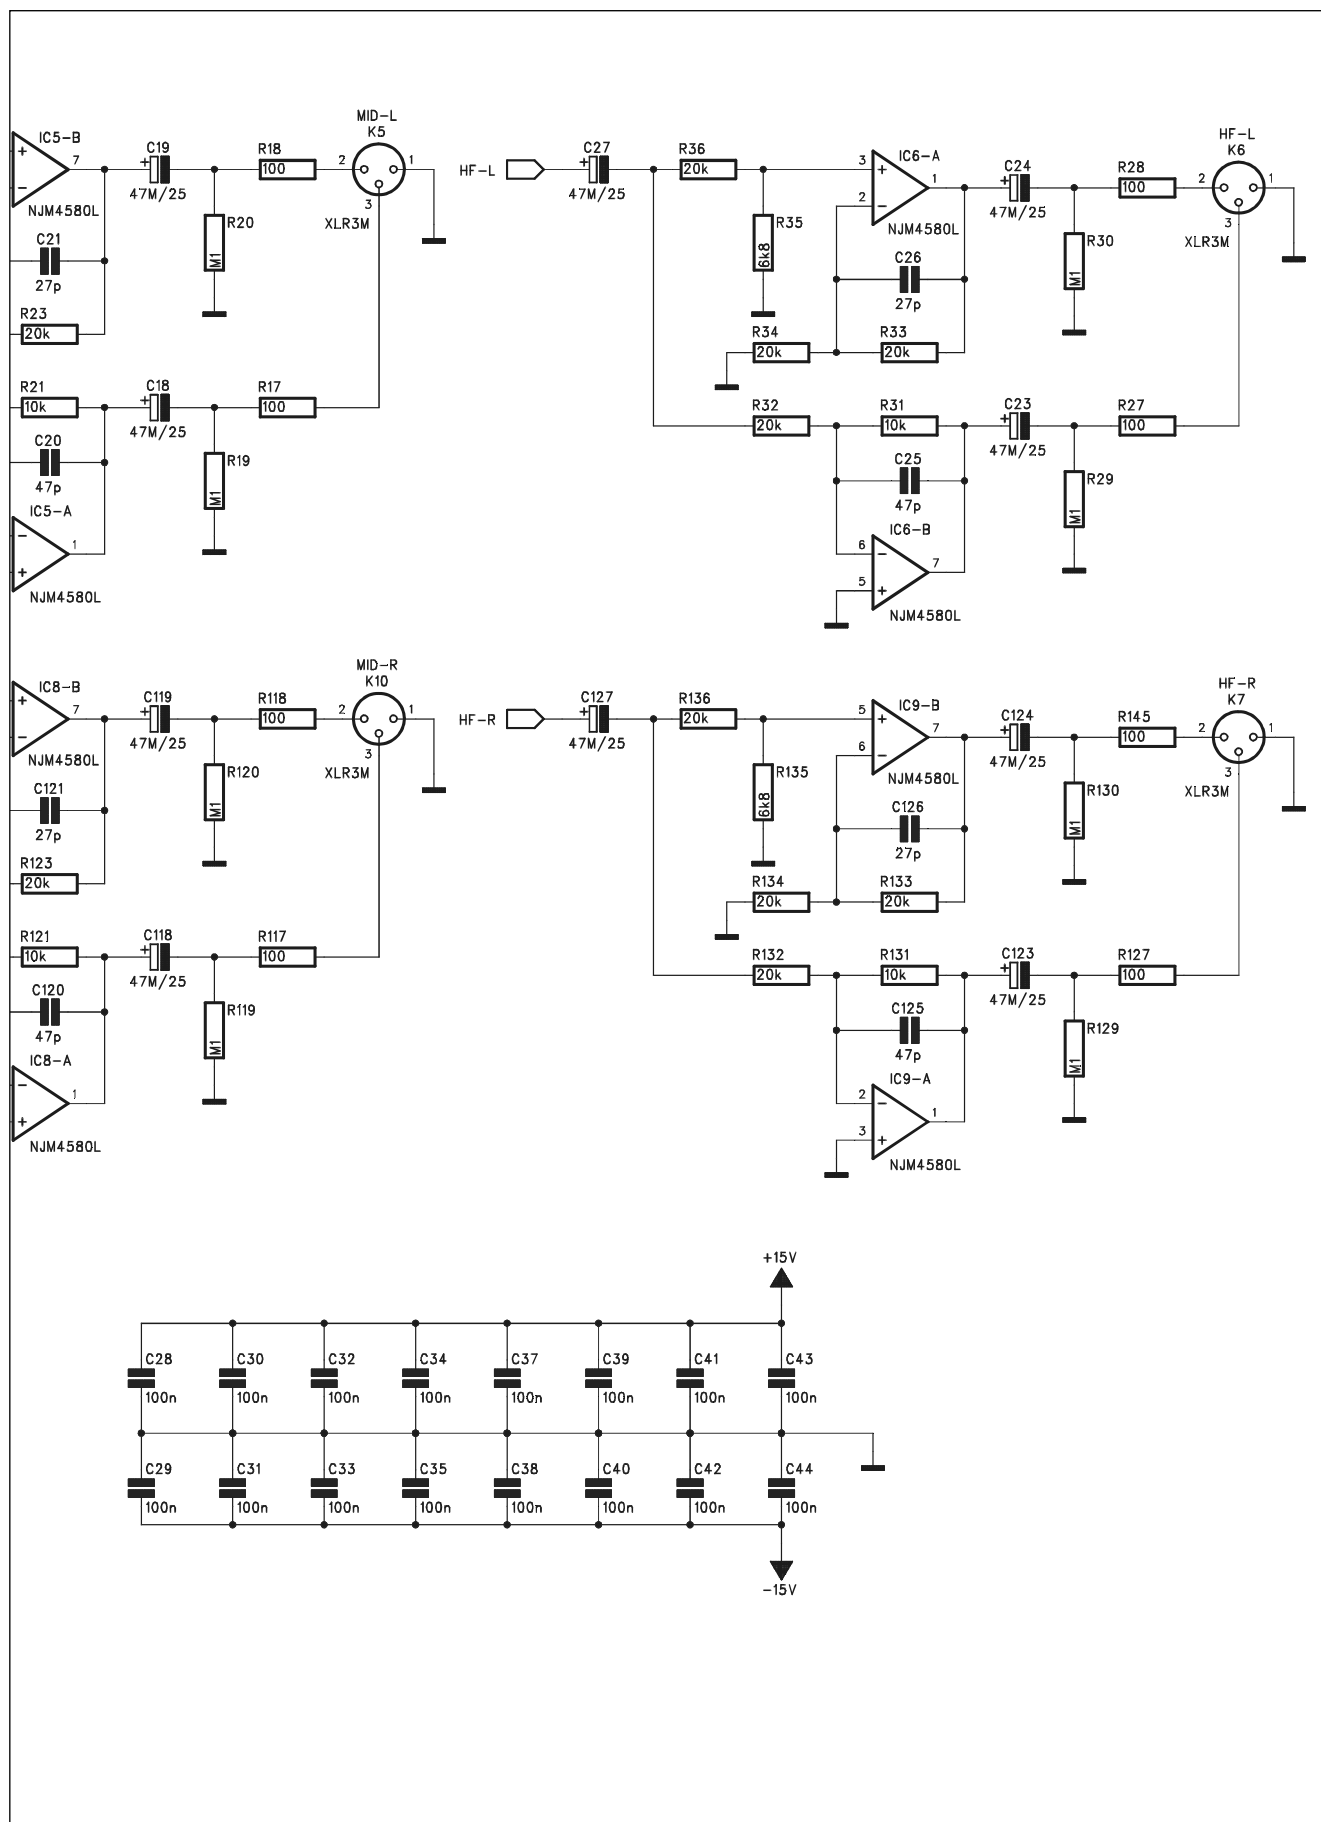 MID-L
K5
IC5-B
+
-
7
NJM4580L
C19
+
47M/25
R18
100
2
1
3
XLR3M
R20
M1
C21
27p
R23
20k
R21
10k
C18
+
47M/25
R17
100
C20
47p
R19
M1
IC5-A
-
+
1
NJM4580L
HF-L
C27
+
47M/25
R36
20k
R35
6k8
IC6-A
3
+
2
-
1
NJM4580L
C26
27p
R34
20k
R33
20k
C24
+
47M/25
R28
100
HF-L
K6
2
1
3
XLR3M
R30
M1
R32
20k
R31
10k
C25
47p
C23
+
47M/25
R27
100
R29
M1
IC6-B
6
-
5
+
7
NJM4580L
MID-R
K10
IC8-B
+
-
7
NJM4580L
C119
+
47M/25
R118
100
2
1
3
XLR3M
R120
M1
C121
27p
R123
20k
R121
10k
C118
+
47M/25
R117
100
C120
47p
R119
M1
IC8-A
-
+
1
NJM4580L
HF-R
C127
+
47M/25
R136
20k
R135
6k8
IC9-B
5
+
6
-
7
NJM4580L
C126
27p
R134
20k
R133
20k
C124
+
47M/25
R145
100
HF-R
K7
2
1
3
XLR3M
R130
M1
R132
20k
R131
10k
C125
47p
C123
+
47M/25
R127
100
R129
M1
IC9-A
2
-
3
+
1
NJM4580L
+15V
C28
100n
C30
100n
C32
100n
C34
100n
C37
100n
C39
100n
C41
100n
C43
100n
C29
100n
C31
100n
C33
100n
C35
100n
C38
100n
C40
100n
C42
100n
C44
100n
-15V